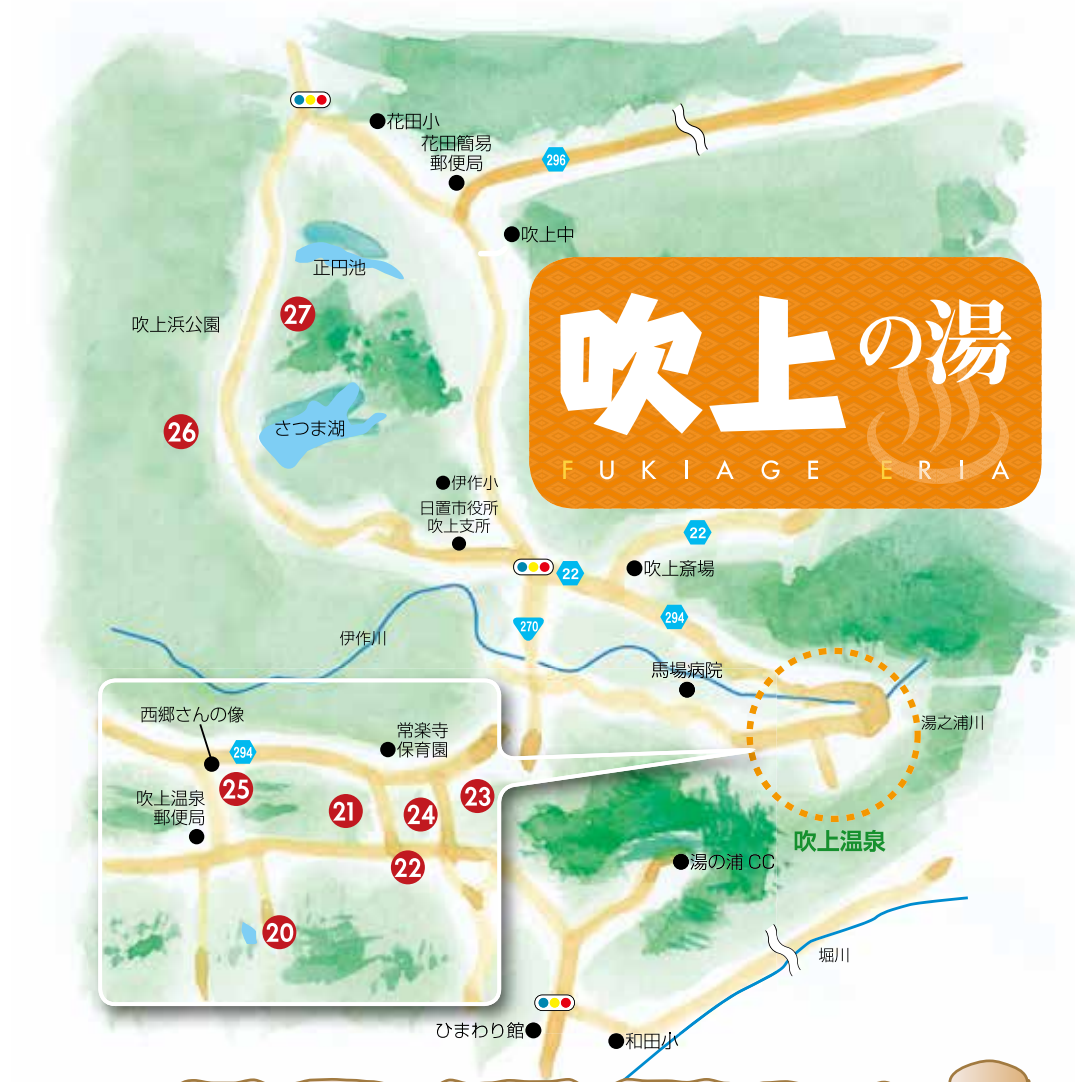 花田小
花田簡易
郵便局
296
吹上中
正円池
27
吹上浜公園
吹上の湯
FUKIAGE ERIA
26
さつま湖
伊作小
日置市役所
吹上支所
22
22
吹上斎場
270
294
伊作川
馬場病院
西郷さんの像
湯之浦川
常楽寺
保育園
294
25
吹上温泉
郵便局
21
24
23
吹上温泉
22
湯の浦 CC
20
堀川
ひまわり館
和田小